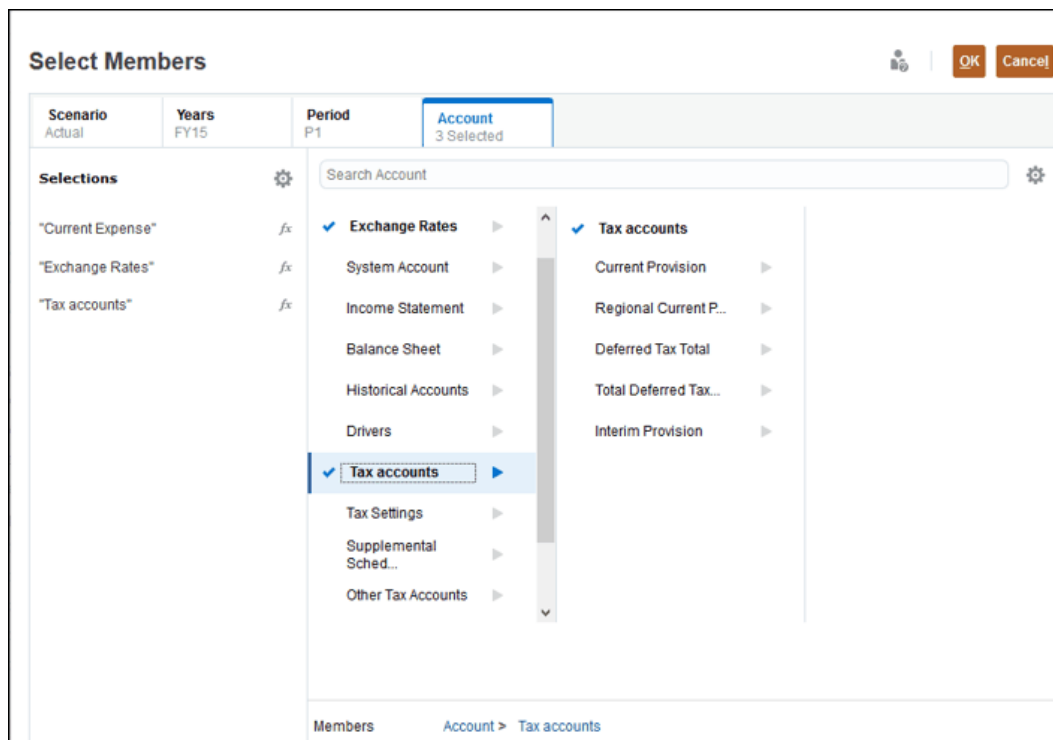 Select Members
OK
Cancel
Scenario
Actual
Years
FY15
Period
P1
Account
3 Selected
Selections
"Current Expense" fx
"Exchange Rates" fx
"Tax accounts" fx
Search Account
Exchange Rates
System Account
Income Statement
Balance Sheet
Historical Accounts
Drivers
Tax accounts
Tax Settings
Supplemental
Sched...
Other Tax Accounts
Tax accounts
Current Provision
Regional Current P...
Deferred Tax Total
Total Deferred Tax...
Interim Provision
Members Account > Tax accounts